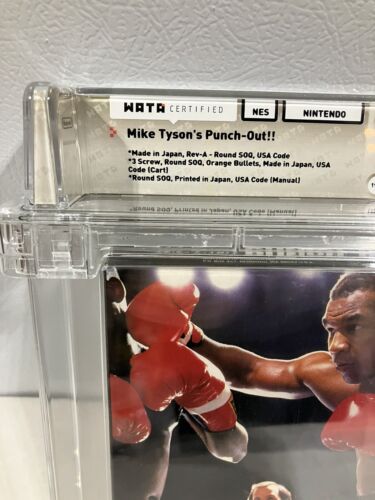 WATA CERTIFIED NES NINTENDO
Mike Tyson's Punch-Out!!
*Made in Japan, Rev-A - Round SOQ, USA Code
*3 Screw, Round SOQ, Orange Bullets, Made in Japan, USA
Code (Cart)
*Round SOQ, Printed in Japan, USA Code (Manual)